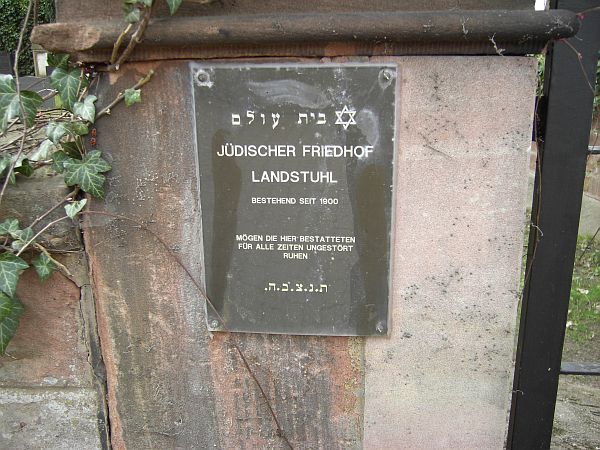 בית עולם
JÜDISCHER FRIEDHOF
LANDSTUHL
BESTEHEND SEIT 1900
MÖGEN DIE HIER BESTATTETEN
FÜR ALLE ZEITEN UNGESTÖRT
RUHEN
ת.נ.צ.ב.ה.